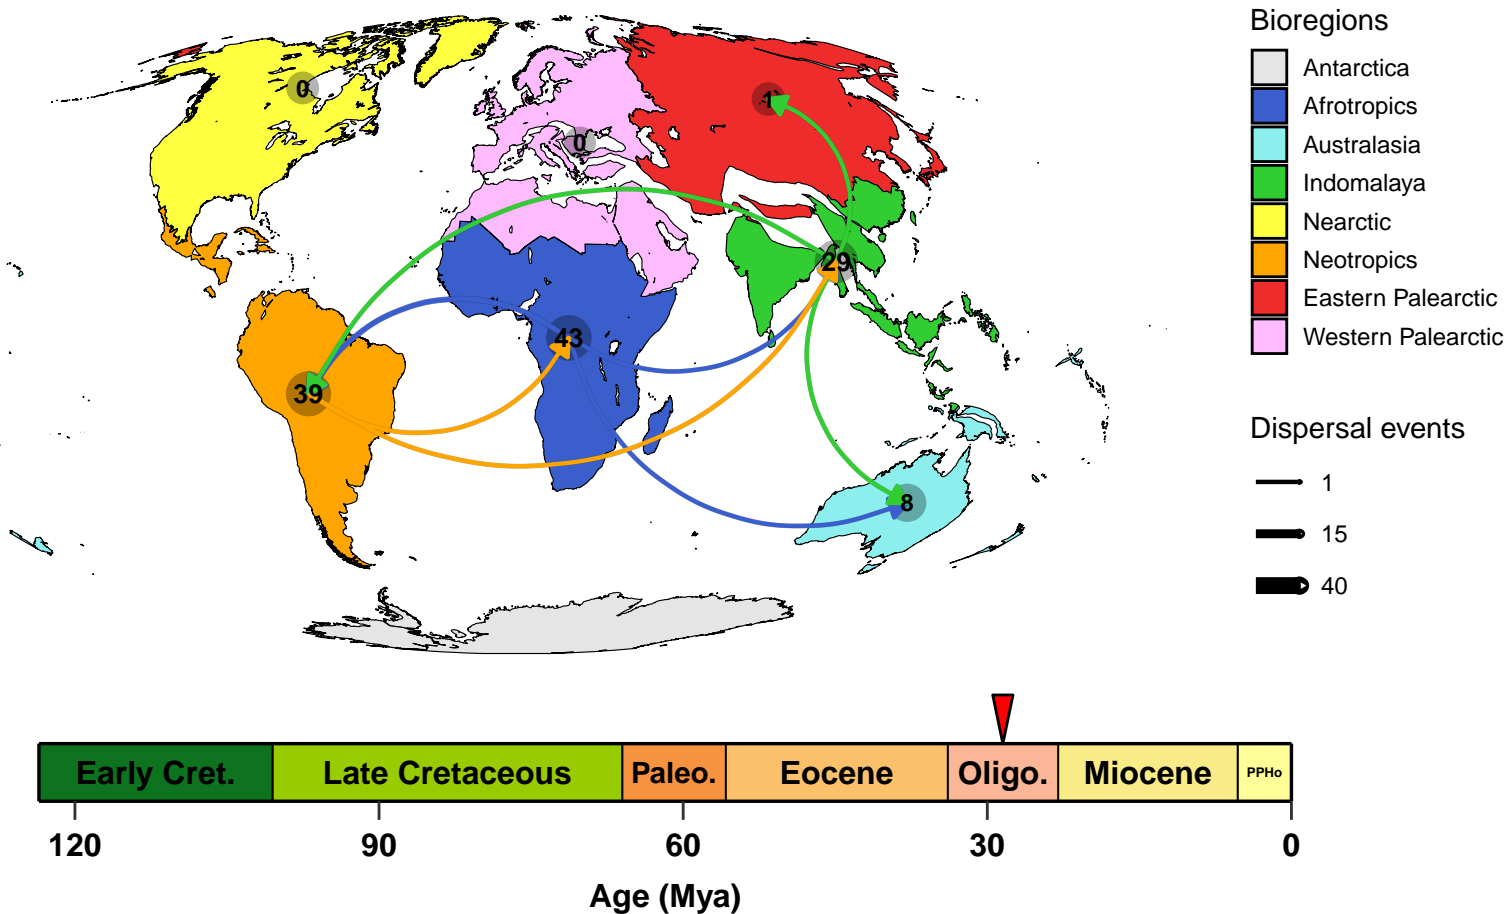 Bioregions
Antarctica
Afrotropics
Australasia
Indomalaya
Nearctic
Neotropics
Eastern Palearctic
Western Palearctic
0
1
0
29
43
39
8
Dispersal events
1
15
40
Early Cret. Late Cretaceous Paleo. Eocene Oligo. Miocene PPHo
120 90 60 30 0
Age (Mya)